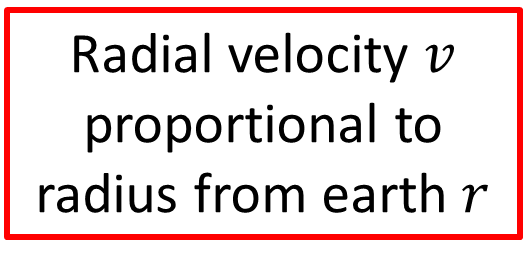 Radial velocity 𝑣
proportional to
radius from earth 𝑟